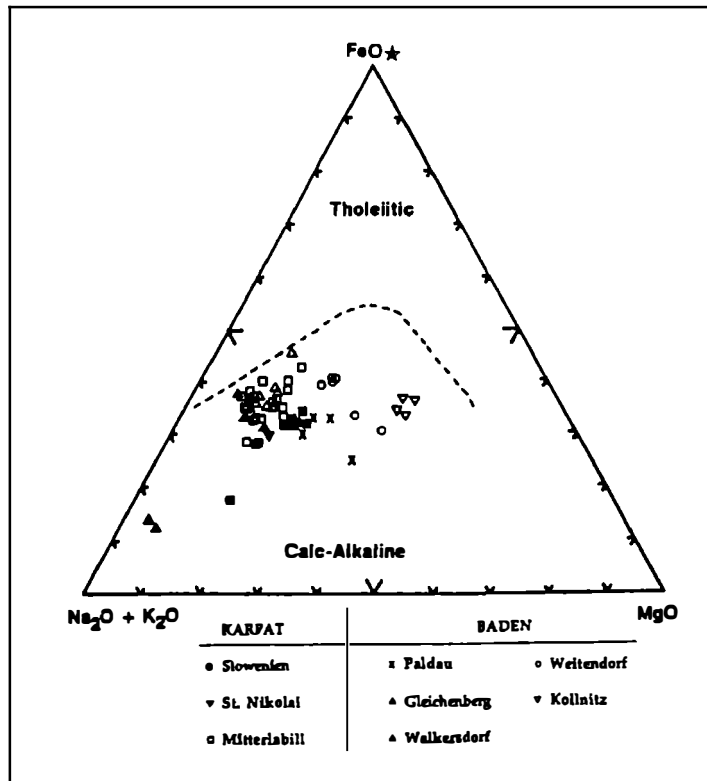 FeO★
Tholeiitic
Calc-Alkaline
Na₂O + K₂O
MgO
KARPAT
BADEN
Slowenien
Paldau
Weitendorf
St. Nikolai
Gleichenberg
Kollnitz
Mitterlabill
Walkersdorf